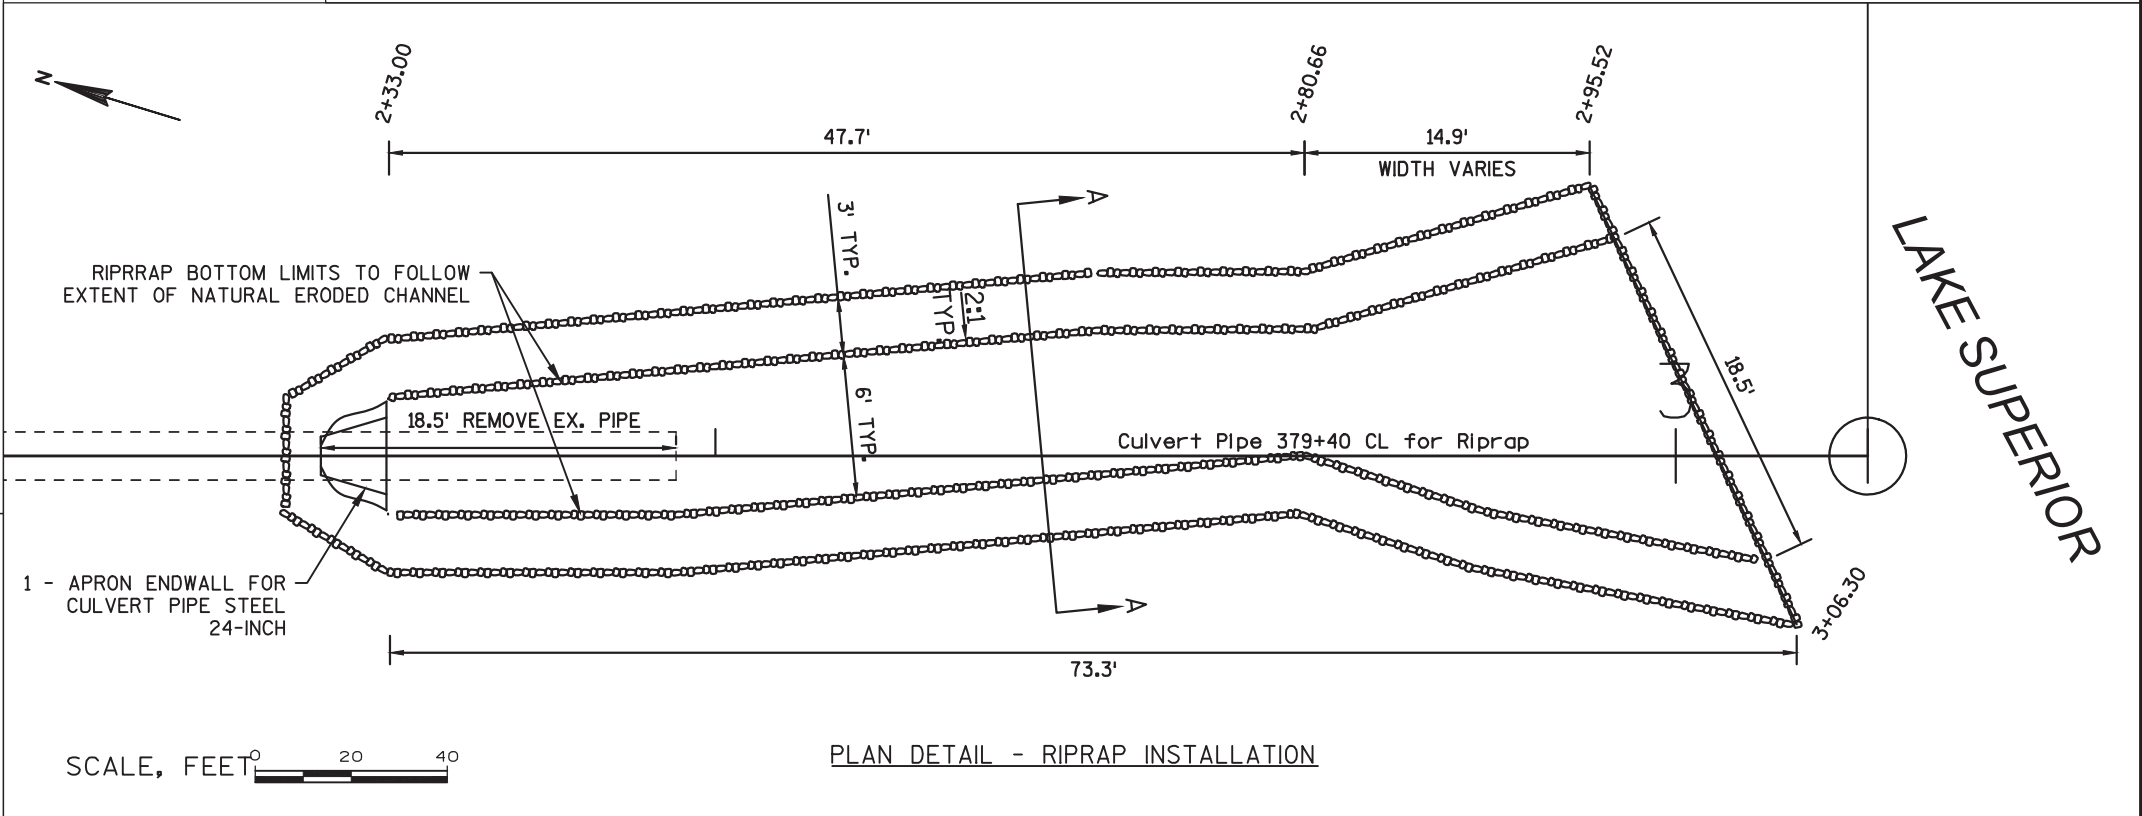 N
2+33.00
2+80.66
2+95.52
47.7'
14.9'
WIDTH VARIES
A
3' TYP.
RIPRRAP BOTTOM LIMITS TO FOLLOW
EXTENT OF NATURAL ERODED CHANNEL
2:1
TYP.
LAKE SUPERIOR
18.5'
18.5' REMOVE EX. PIPE
6' TYP.
Culvert Pipe 379+40 CL for Riprap
1 - APRON ENDWALL FOR
CULVERT PIPE STEEL
24-INCH
A
3+06.30
73.3'
SCALE, FEET
0 20 40
PLAN DETAIL - RIPRAP INSTALLATION